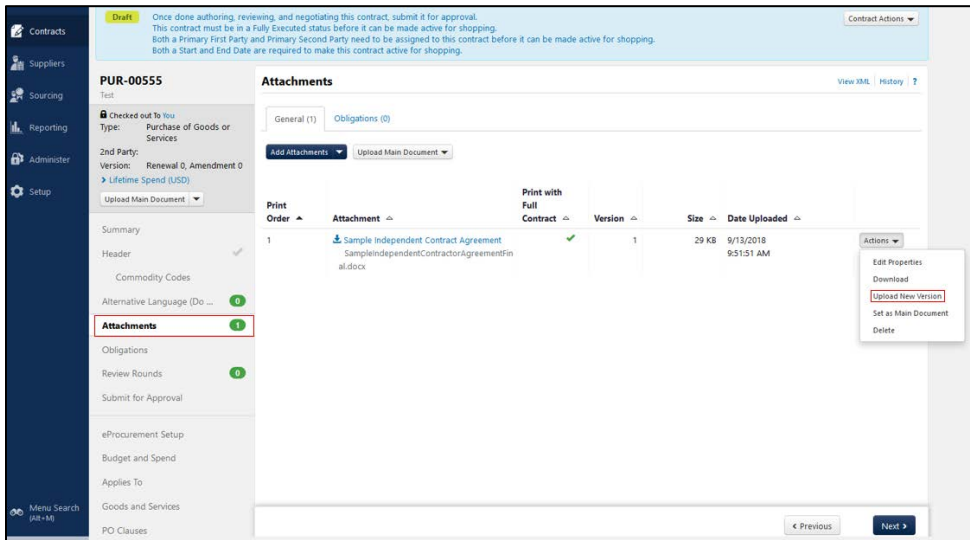 Contracts
Suppliers
Sourcing
Reporting
Administer
Setup
Menu Search
(Alt+M)
Draft
Once done authoring, reviewing, and negotiating this contract, submit it for approval.
This contract must be in a Fully Executed status before it can be made active for shopping.
Both a Primary First Party and Primary Second Party need to be assigned to this contract before it can be made active for shopping.
Both a Start and End Date are required to make this contract active for shopping.
Contract Actions
PUR-00555
Test
Checked out To You
Type: Purchase of Goods or
Services
2nd Party:
Version: Renewal 0, Amendment 0
Lifetime Spend (USD)
Upload Main Document
Summary
Header
Commodity Codes
Alternative Language (Do ... 0
Attachments 1
Obligations
Review Rounds 0
Submit for Approval
eProcurement Setup
Budget and Spend
Applies To
Goods and Services
PO Clauses
Attachments
View XML History ?
General (1) Obligations (0)
Add Attachments Upload Main Document
Print
Order
Attachment
Print with
Full
Contract
Version
Size
Date Uploaded
1
Sample Independent Contract Agreement
SampleIndependentContractorAgreementFin
al.docx
1
29 KB
9/13/2018
9:51:51 AM
Actions
Edit Properties
Download
Upload New Version
Set as Main Document
Delete
< Previous
Next >